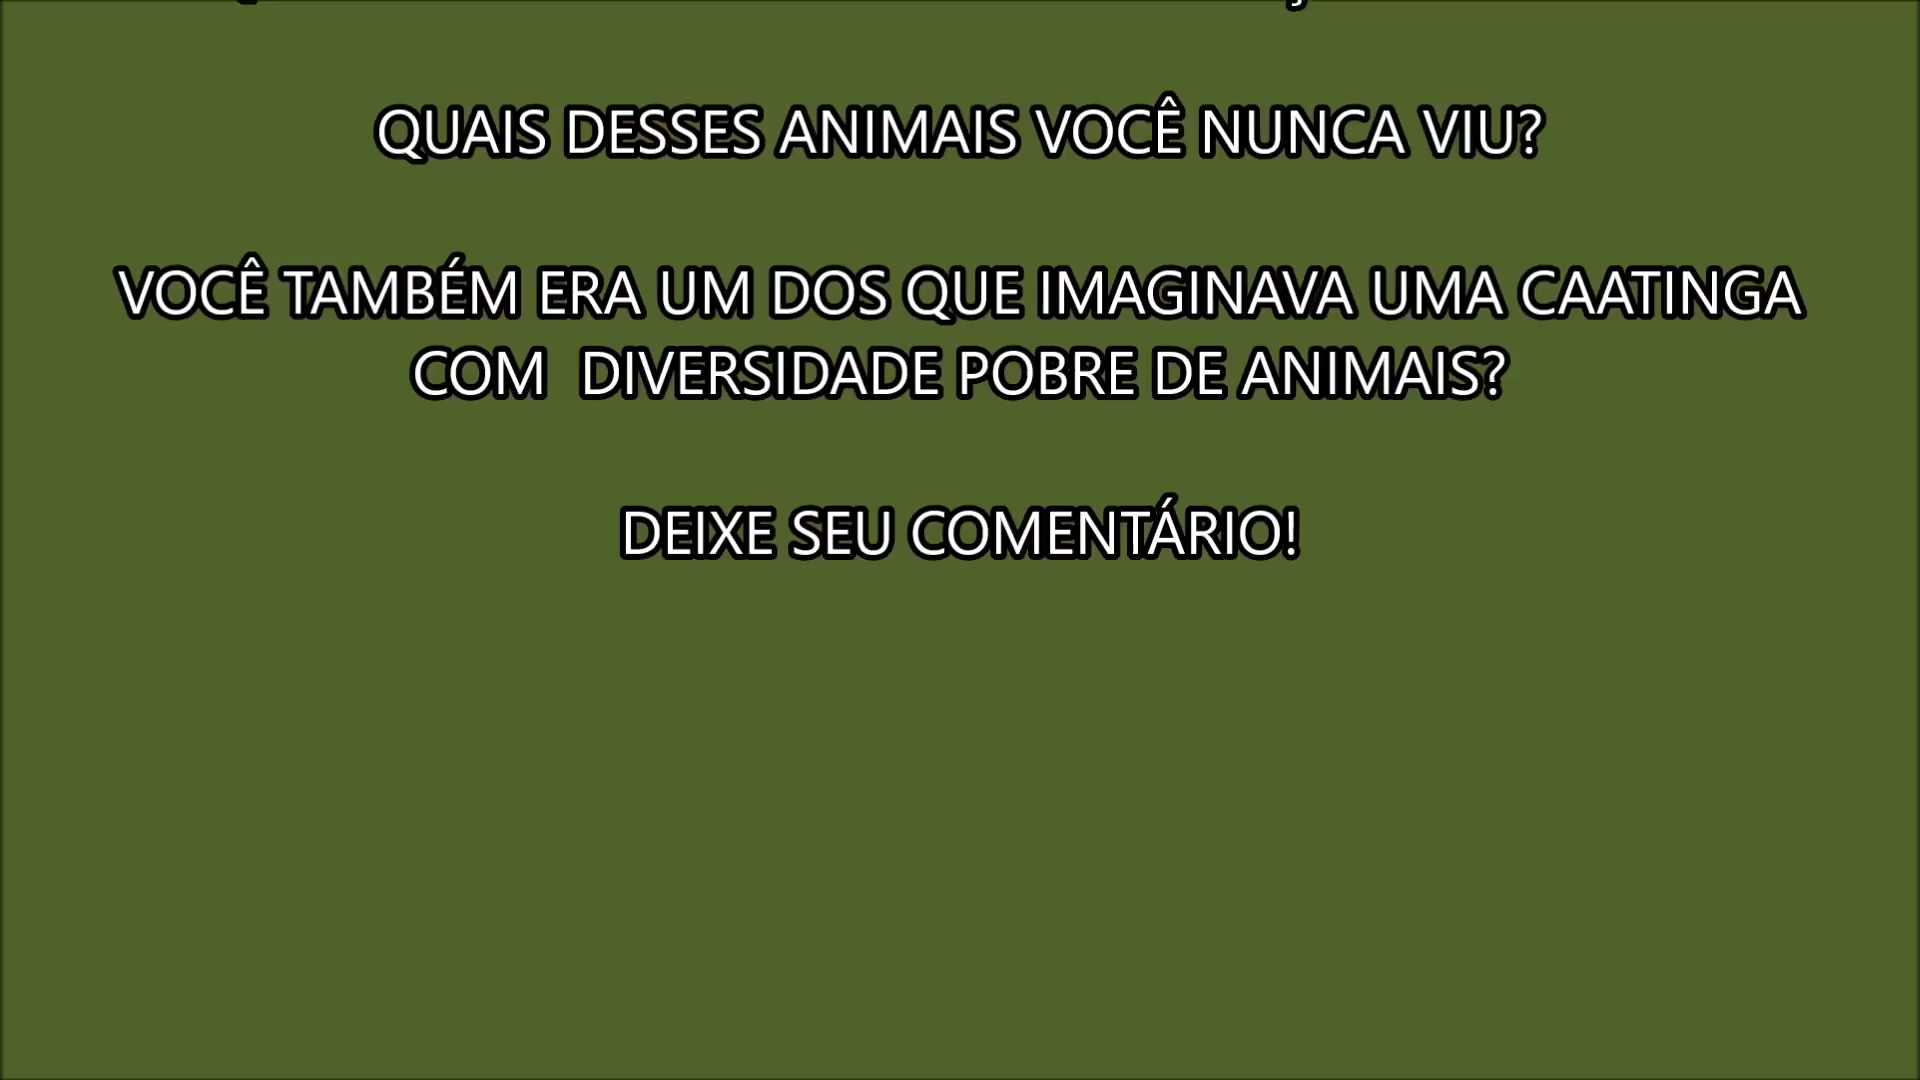 QUAIS DESSES ANIMAIS VOCÊ NUNCA VIU?
VOCÊ TAMBÉM ERA UM DOS QUE IMAGINAVA UMA CAATINGA
COM DIVERSIDADE POBRE DE ANIMAIS?
DEIXE SEU COMENTÁRIO!